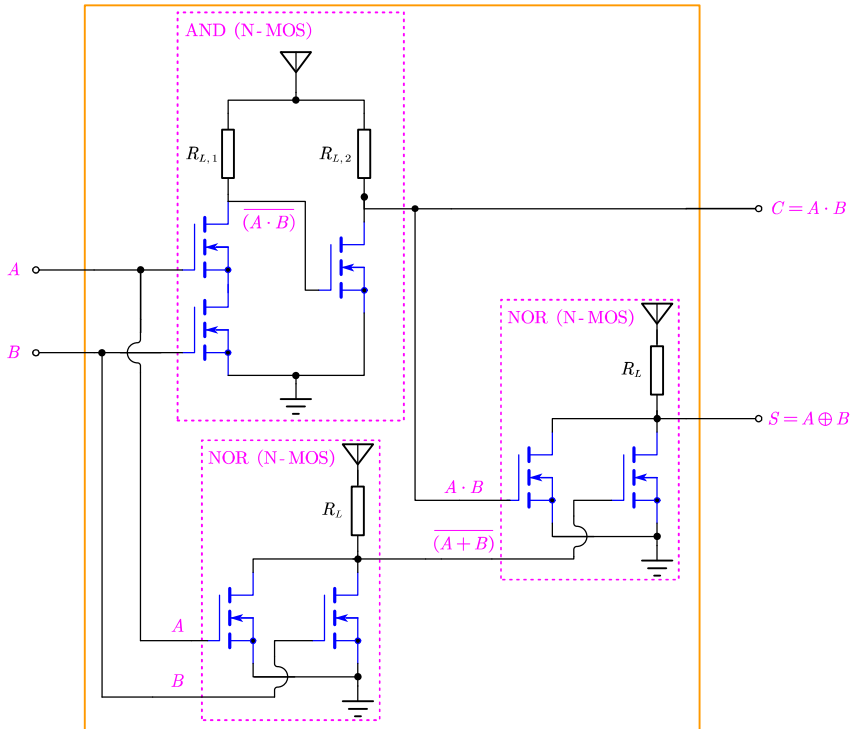 AND (N-MOS)
R_{L,1}
R_{L,2}
\overline{(A · B)}
C = A · B
A
B
NOR (N-MOS)
R_L
S = A ⊕ B
NOR (N-MOS)
R_L
A · B
\overline{(A + B)}
A
B